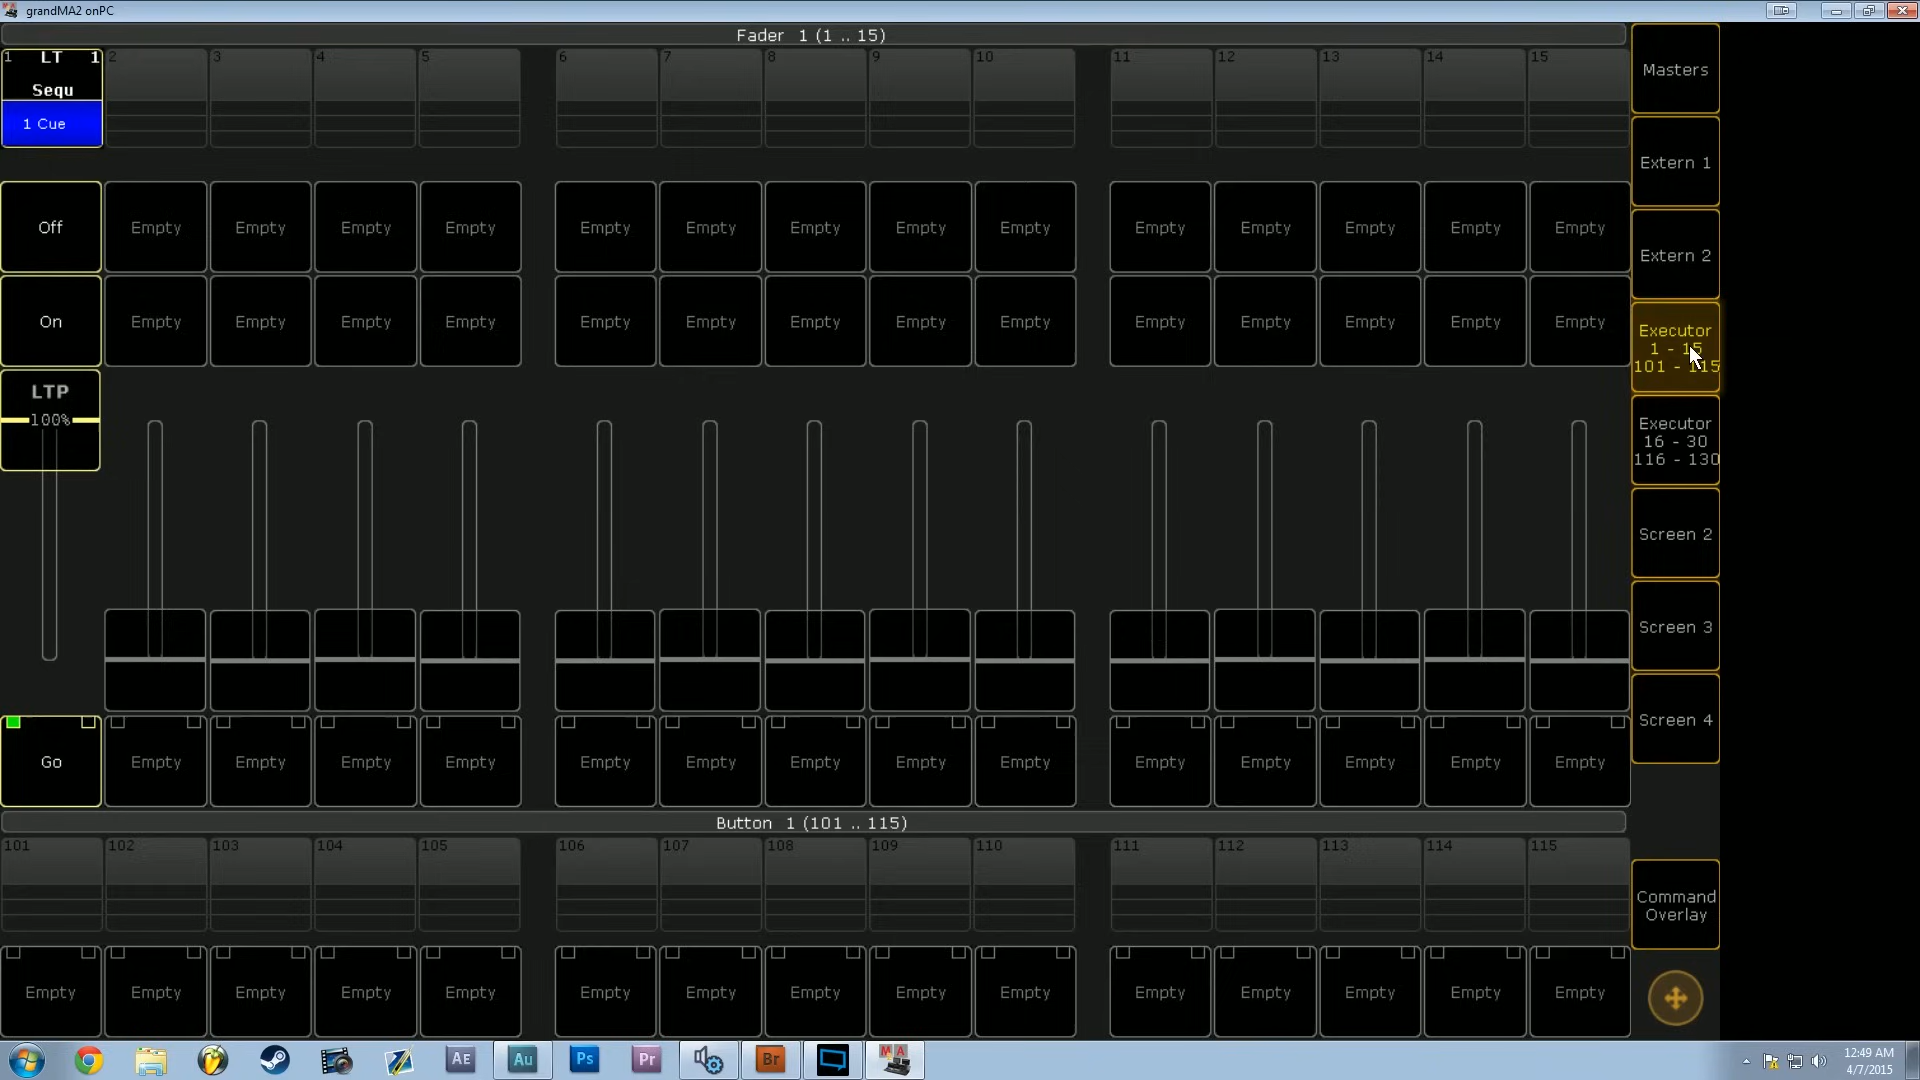 grandMA2 onPC
Fader 1 (1 .. 15)
1 LT 1 2 3 4 5 6 7 8 9 10 11 12 13 14 15
Sequ
1 Cue
Off Empty Empty Empty Empty Empty Empty Empty Empty Empty Empty Empty Empty Empty Empty
On Empty Empty Empty Empty Empty Empty Empty Empty Empty Empty Empty Empty Empty Empty
LTP
100%
Go Empty Empty Empty Empty Empty Empty Empty Empty Empty Empty Empty Empty Empty Empty
Button 1 (101 .. 115)
101 102 103 104 105 106 107 108 109 110 111 112 113 114 115
Empty Empty Empty Empty Empty Empty Empty Empty Empty Empty Empty Empty Empty Empty Empty
Masters
Extern 1
Extern 2
Executor
1 - 15
101 - 115
Executor
16 - 30
116 - 130
Screen 2
Screen 3
Screen 4
Command
Overlay
AE Au Ps Pr Br MA
12:49 AM
4/7/2015